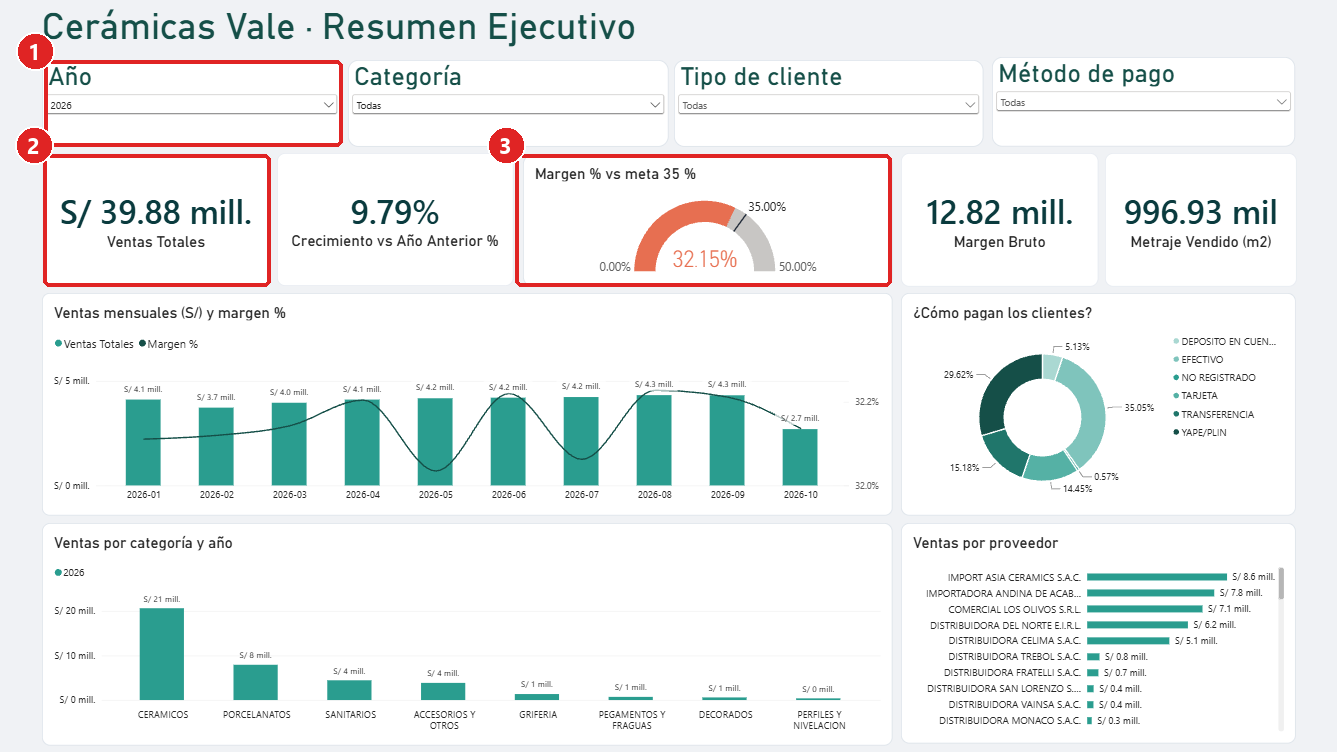 Cerámicas Vale · Resumen Ejecutivo
1
Año
2026
Categoría
Todas
Tipo de cliente
Todas
Método de pago
Todas
2
S/ 39.88 mill.
Ventas Totales
9.79%
Crecimiento vs Año Anterior %
3
Margen % vs meta 35 %
35.00%
0.00%
32.15%
50.00%
12.82 mill.
Margen Bruto
996.93 mil
Metraje Vendido (m2)
Ventas mensuales (S/) y margen %
Ventas Totales Margen %
S/ 5 mill.
S/ 0 mill.
S/ 4.1 mill.
S/ 3.7 mill.
S/ 4.0 mill.
S/ 4.1 mill.
S/ 4.2 mill.
S/ 4.2 mill.
S/ 4.2 mill.
S/ 4.3 mill.
S/ 4.3 mill.
S/ 2.7 mill.
32.2%
32.0%
2026-01 2026-02 2026-03 2026-04 2026-05 2026-06 2026-07 2026-08 2026-09 2026-10
¿Cómo pagan los clientes?
5.13%
35.05%
0.57%
14.45%
15.18%
29.62%
DEPOSITO EN CUEN...
EFECTIVO
NO REGISTRADO
TARJETA
TRANSFERENCIA
YAPE/PLIN
Ventas por categoría y año
2026
S/ 20 mill.
S/ 10 mill.
S/ 0 mill.
S/ 21 mill.
S/ 8 mill.
S/ 4 mill.
S/ 4 mill.
S/ 1 mill.
S/ 1 mill.
S/ 1 mill.
S/ 0 mill.
CERAMICOS
PORCELANATOS
SANITARIOS
ACCESORIOS Y
OTROS
GRIFERIA
PEGAMENTOS Y
FRAGUAS
DECORADOS
PERFILES Y
NIVELACION
Ventas por proveedor
IMPORT ASIA CERAMICS S.A.C. S/ 8.6 mill.
IMPORTADORA ANDINA DE ACAB... S/ 7.8 mill.
COMERCIAL LOS OLIVOS S.R.L. S/ 7.1 mill.
DISTRIBUIDORA DEL NORTE E.I.R.L. S/ 6.2 mill.
DISTRIBUIDORA CELIMA S.A.C. S/ 5.1 mill.
DISTRIBUIDORA TREBOL S.A.C. S/ 0.8 mill.
DISTRIBUIDORA FRATELLI S.A.C. S/ 0.7 mill.
DISTRIBUIDORA SAN LORENZO S.... S/ 0.4 mill.
DISTRIBUIDORA VAINSA S.A.C. S/ 0.4 mill.
DISTRIBUIDORA MONACO S.A.C. S/ 0.3 mill.